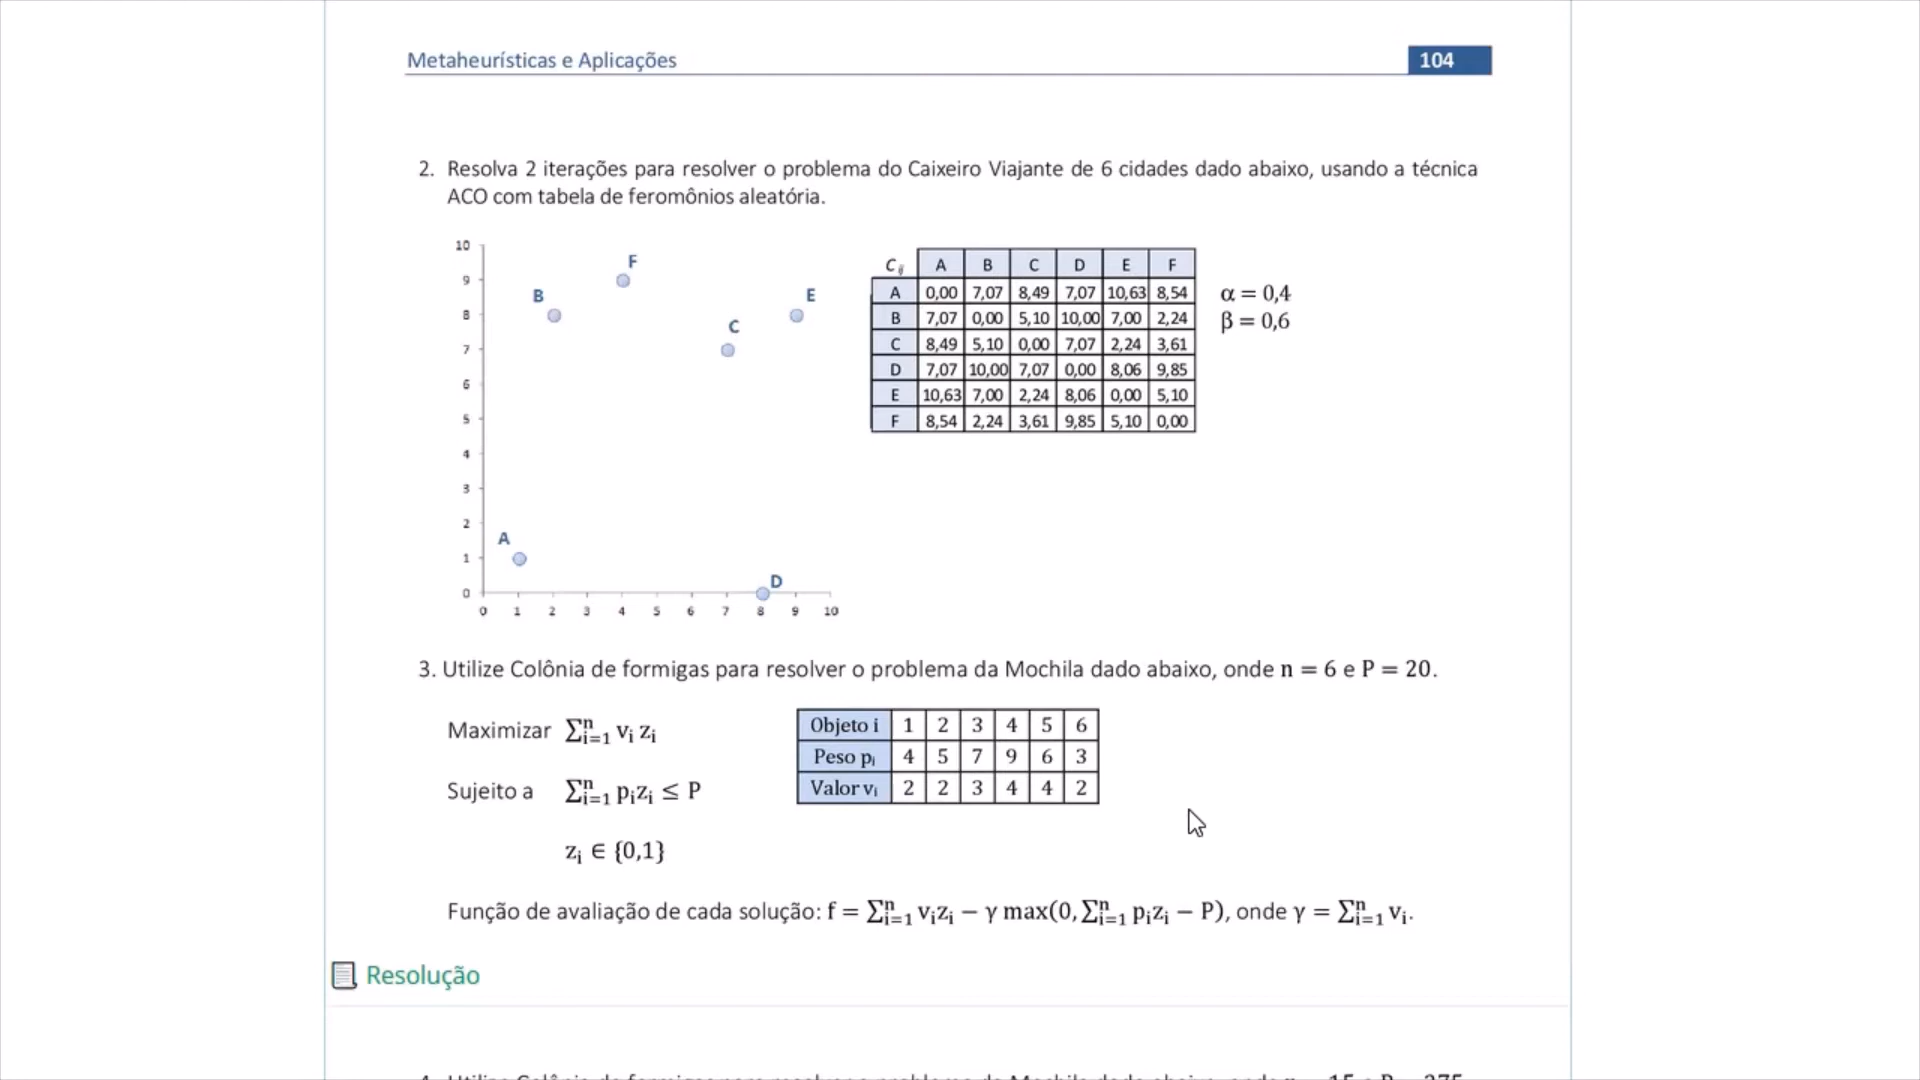 Metaheurísticas e Aplicações 104
2. Resolva 2 iterações para resolver o problema do Caixeiro Viajante de 6 cidades dado abaixo, usando a técnica
ACO com tabela de feromônios aleatória.
10
9
8
7
6
5
4
3
2
1
0
0 1 2 3 4 5 6 7 8 9 10
F
B
E
C
A
D
Cij A B C D E F
A 0,00 7,07 8,49 7,07 10,63 8,54
B 7,07 0,00 5,10 10,00 7,00 2,24
C 8,49 5,10 0,00 7,07 2,24 3,61
D 7,07 10,00 7,07 0,00 8,06 9,85
E 10,63 7,00 2,24 8,06 0,00 5,10
F 8,54 2,24 3,61 9,85 5,10 0,00
α = 0,4
β = 0,6
3. Utilize Colônia de formigas para resolver o problema da Mochila dado abaixo, onde n = 6 e P = 20.
Maximizar ∑ⁿᵢ₌₁ vᵢ zᵢ
Sujeito a ∑ⁿᵢ₌₁ pᵢzᵢ ≤ P
zᵢ ∈ {0,1}
Objeto i 1 2 3 4 5 6
Peso pᵢ 4 5 7 9 6 3
Valor vᵢ 2 2 3 4 4 2
Função de avaliação de cada solução: f = ∑ⁿᵢ₌₁ vᵢzᵢ − γ max(0, ∑ⁿᵢ₌₁ pᵢzᵢ − P), onde γ = ∑ⁿᵢ₌₁ vᵢ.
Resolução